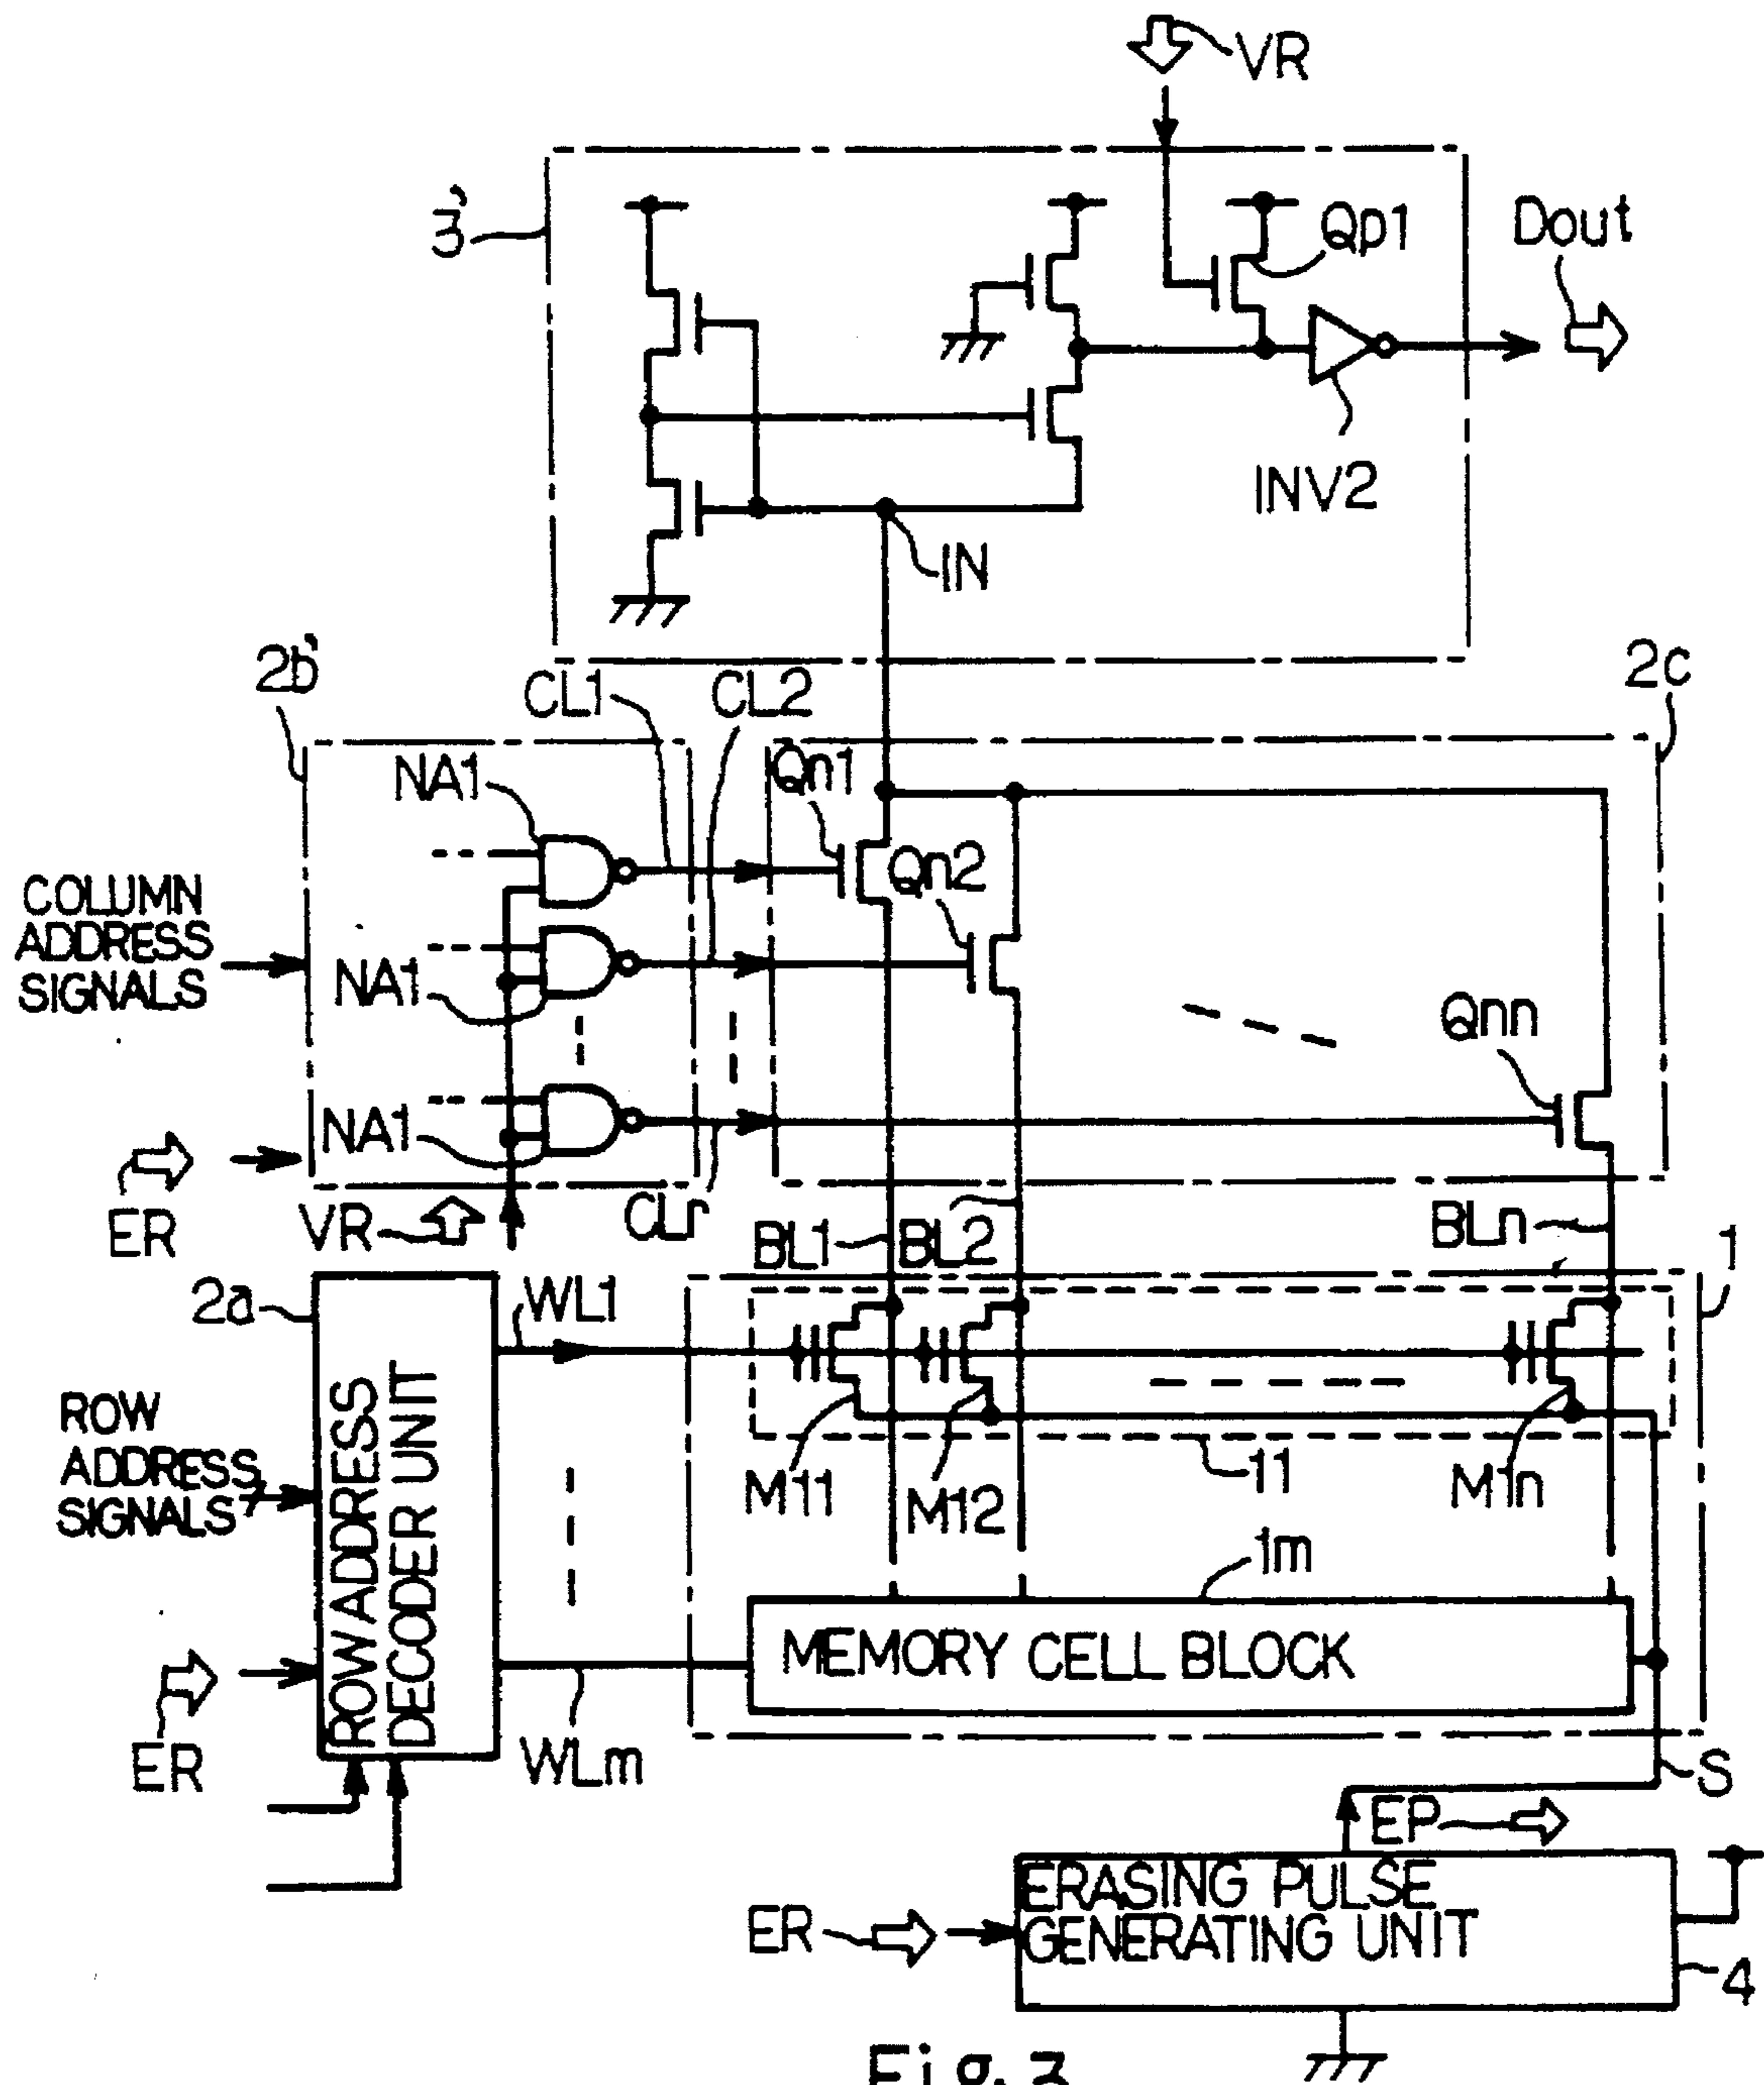 VR
3'
Qp1
Dout
INV2
IN
2b'
CL1
CL2
2c
NA1
Qn1
Qn2
COLUMN
ADDRESS
SIGNALS
NA1
Qnn
NA1
ER
VR
CLn
BL1
BL2
BLn
1
2a
WL1
ROW
ADDRESS
SIGNALS
ROW ADDRESS
DECODER UNIT
M11
M12
11
M1n
1m
MEMORY CELL BLOCK
ER
WLm
S
EP
ERASING PULSE
GENERATING UNIT
ER
4
Fig. 3